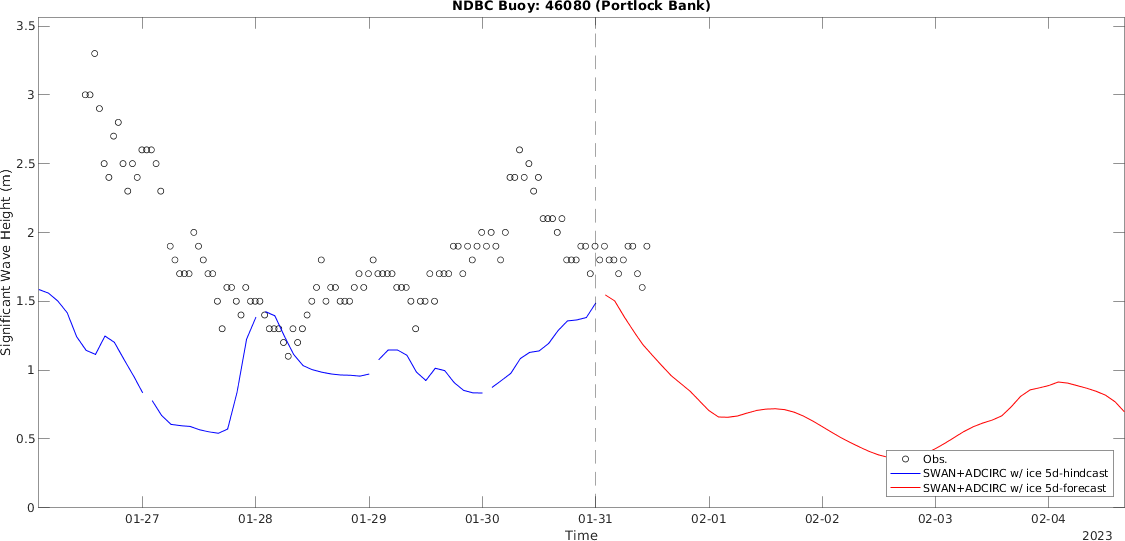 NDBC Buoy: 46080 (Portlock Bank)
3.5
3
2.5
2
1.5
1
0.5
0
Significant Wave Height (m)
Obs.
SWAN+ADCIRC w/ ice 5d-hindcast
SWAN+ADCIRC w/ ice 5d-forecast
01-27 01-28 01-29 01-30 01-31 02-01 02-02 02-03 02-04
Time
2023